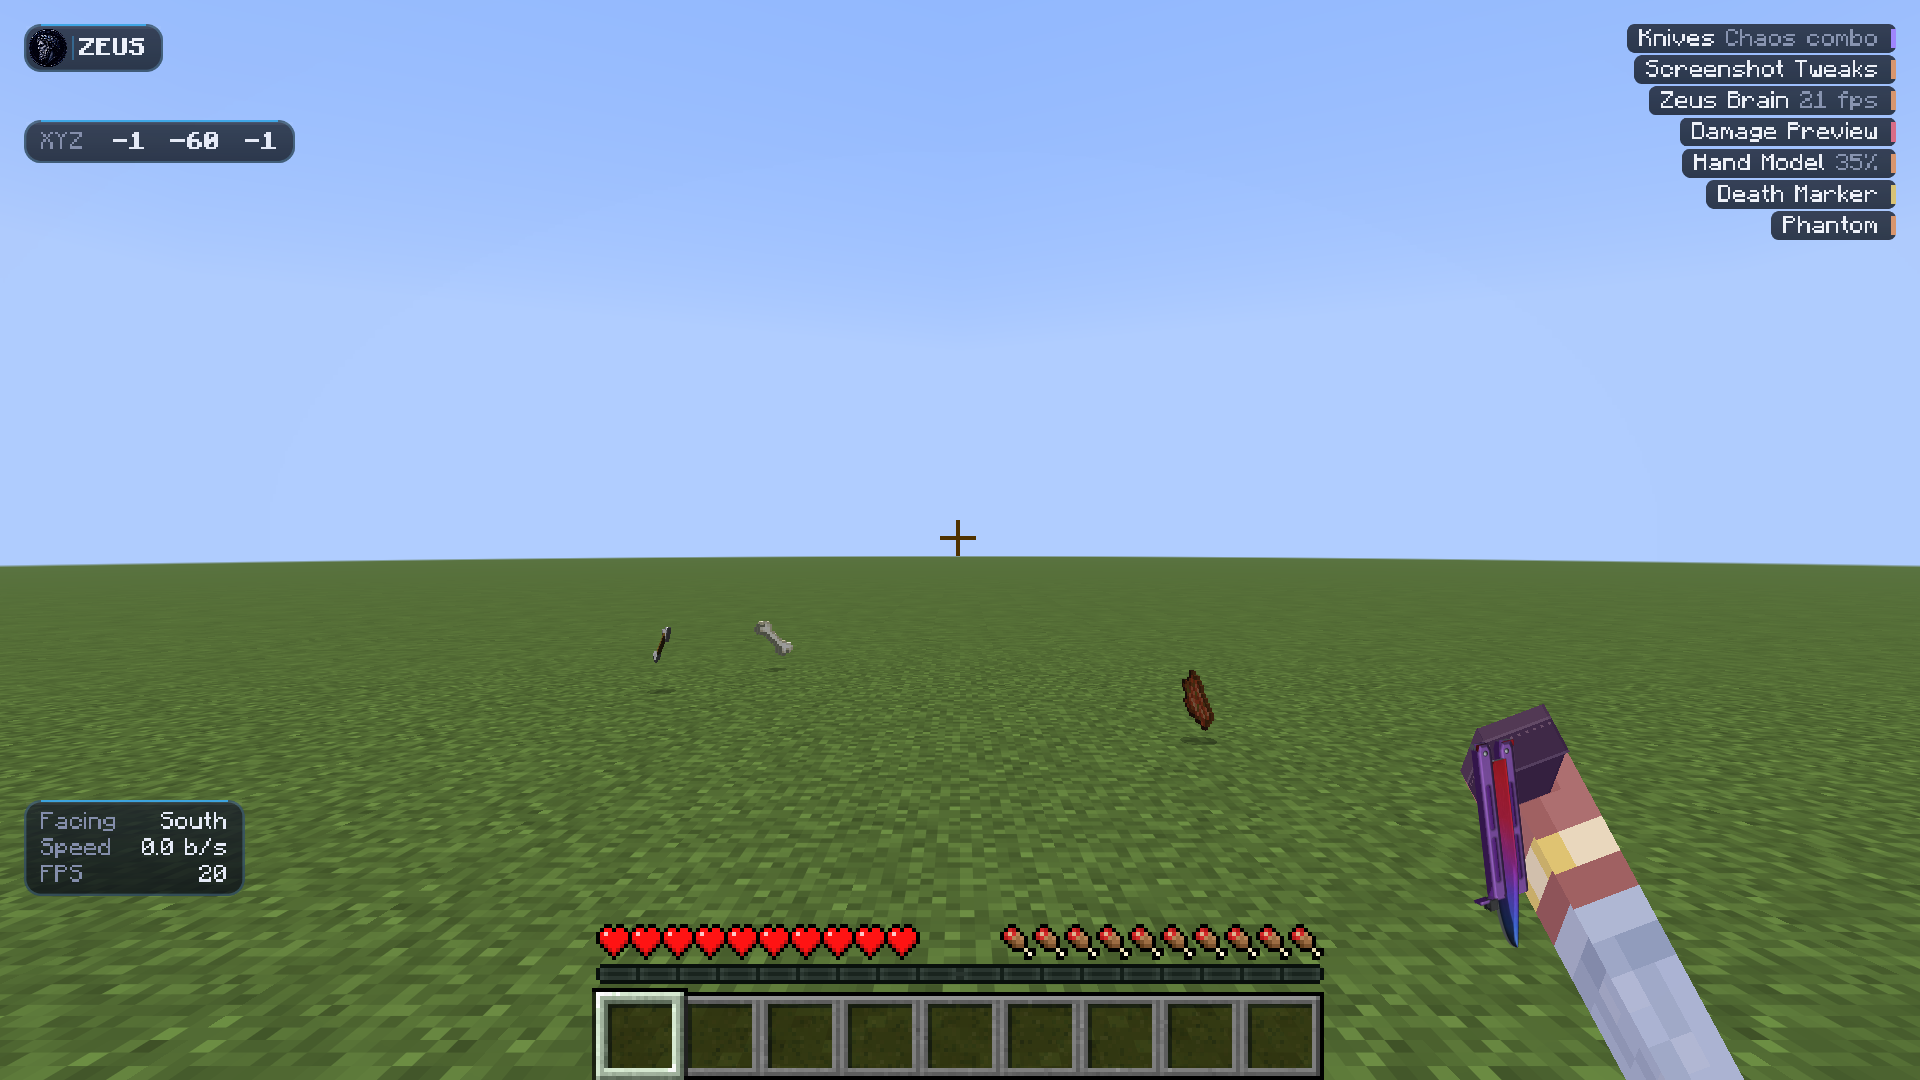 ZEUS
XYZ -1 -60 -1
Knives Chaos combo
Screenshot Tweaks
Zeus Brain 21 fps
Damage Preview
Hand Model 35%
Death Marker
Phantom
Facing South
Speed 0.0 b/s
FPS 20